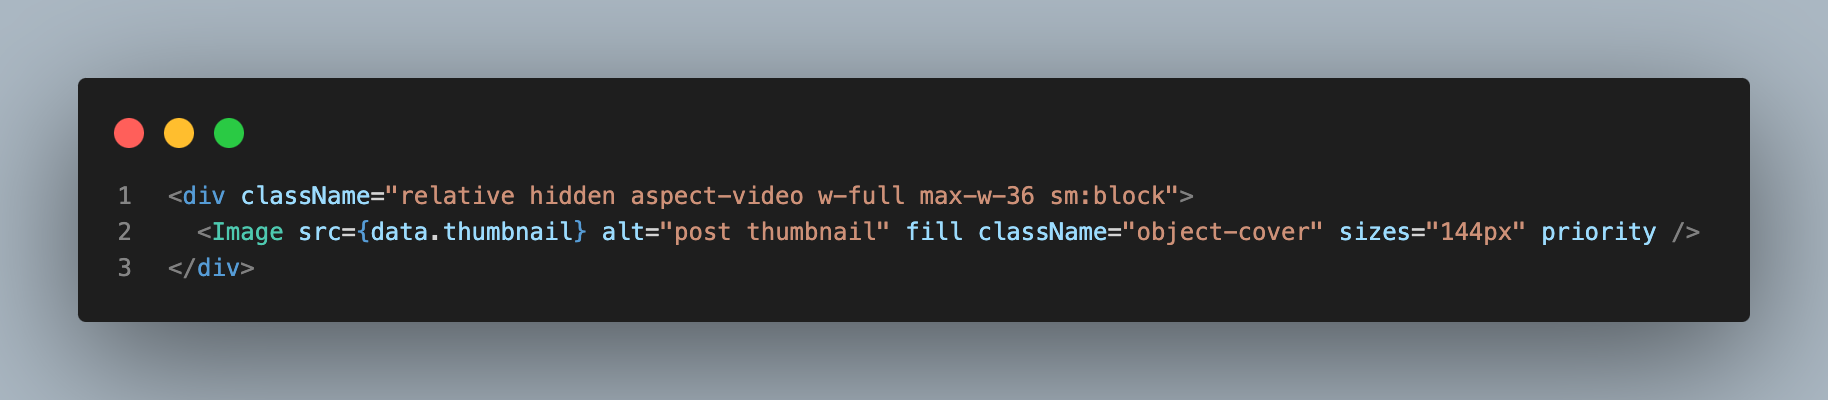 1 <div className="relative hidden aspect-video w-full max-w-36 sm:block">
2   <Image src={data.thumbnail} alt="post thumbnail" fill className="object-cover" sizes="144px" priority />
3 </div>